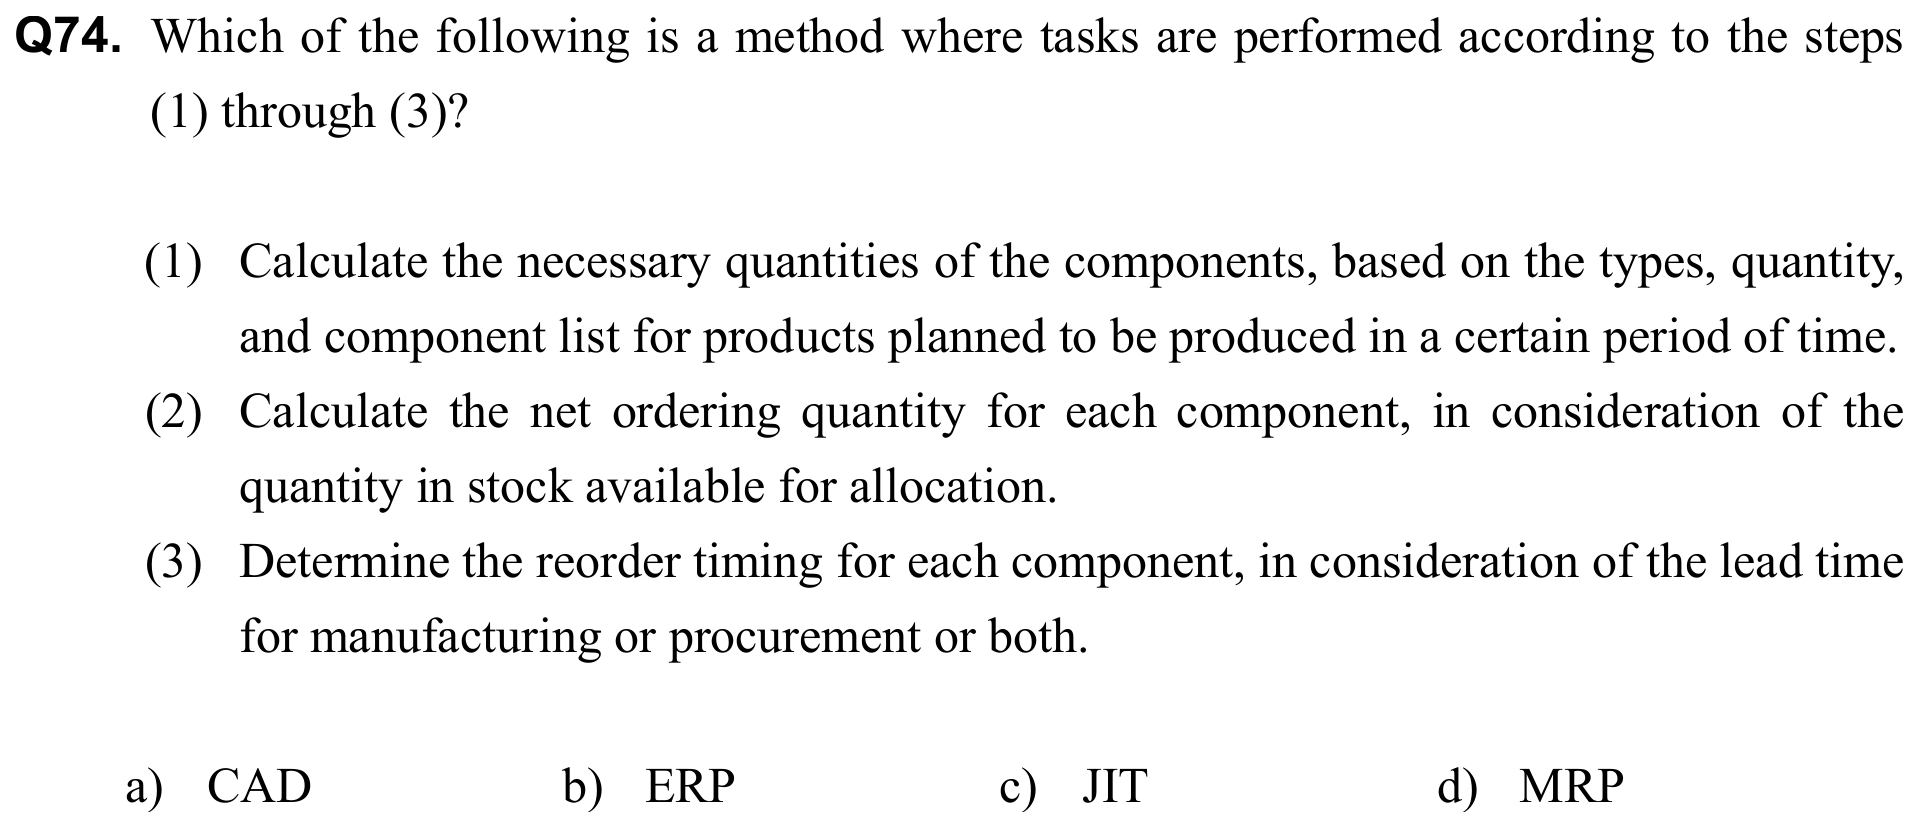 Q74. Which of the following is a method where tasks are performed according to the steps
(1) through (3)?
(1) Calculate the necessary quantities of the components, based on the types, quantity,
and component list for products planned to be produced in a certain period of time.
(2) Calculate the net ordering quantity for each component, in consideration of the
quantity in stock available for allocation.
(3) Determine the reorder timing for each component, in consideration of the lead time
for manufacturing or procurement or both.
a) CAD b) ERP c) JIT d) MRP